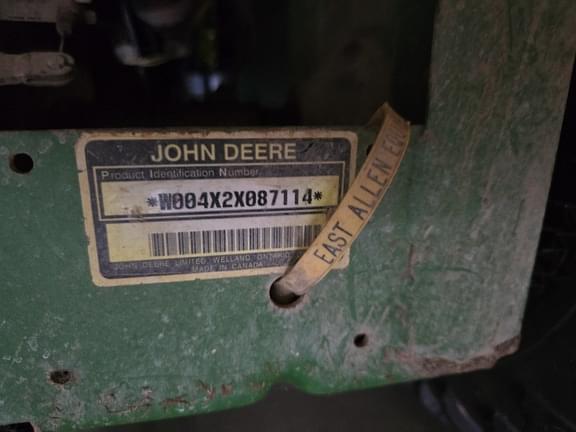 JOHN DEERE
Product Identification Number
*W004X2X087114*
JOHN DEERE LIMITED, WELLAND, ONTARIO
MADE IN CANADA
EAST ALLEN